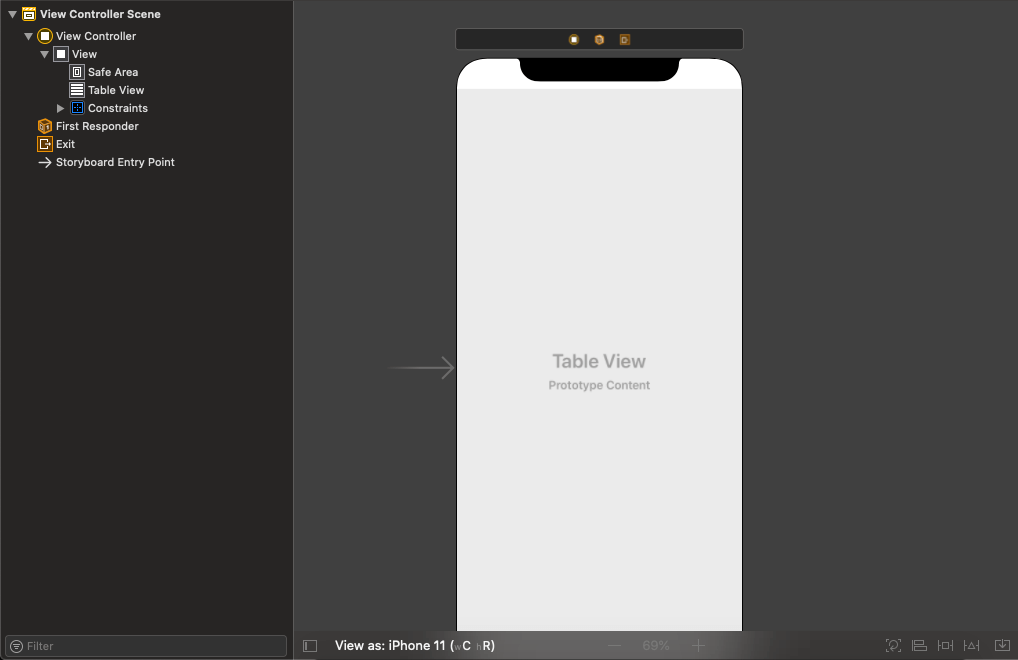 View Controller Scene
View Controller
View
Safe Area
Table View
Constraints
First Responder
Exit
Storyboard Entry Point
Table View
Prototype Content
Filter
View as: iPhone 11 (wC hR)
69%